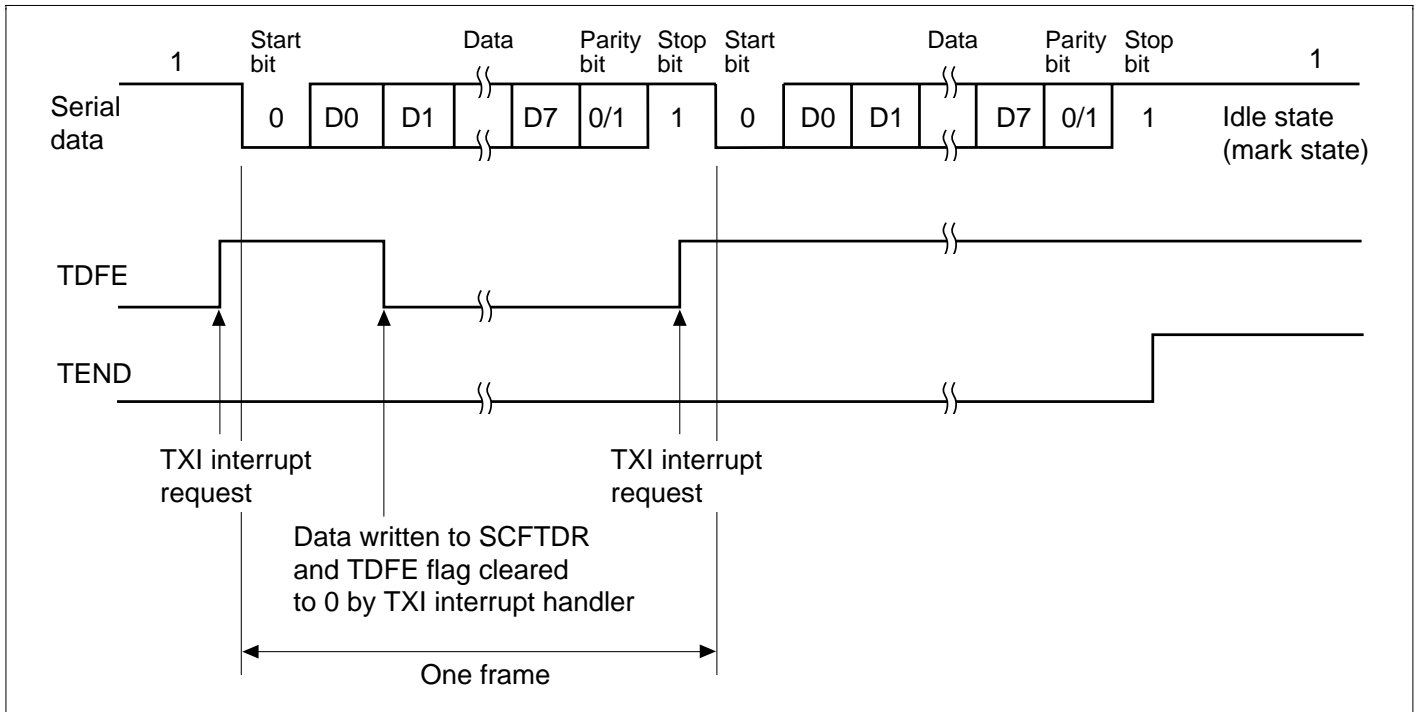 1
Start bit
Data
Parity bit
Stop bit
Start bit
Data
Parity bit
Stop bit
1
Serial data
0 D0 D1 D7 0/1 1 0 D0 D1 D7 0/1 1
Idle state
(mark state)
TDFE
TEND
TXI interrupt
request
TXI interrupt
request
Data written to SCFTDR
and TDFE flag cleared
to 0 by TXI interrupt handler
One frame